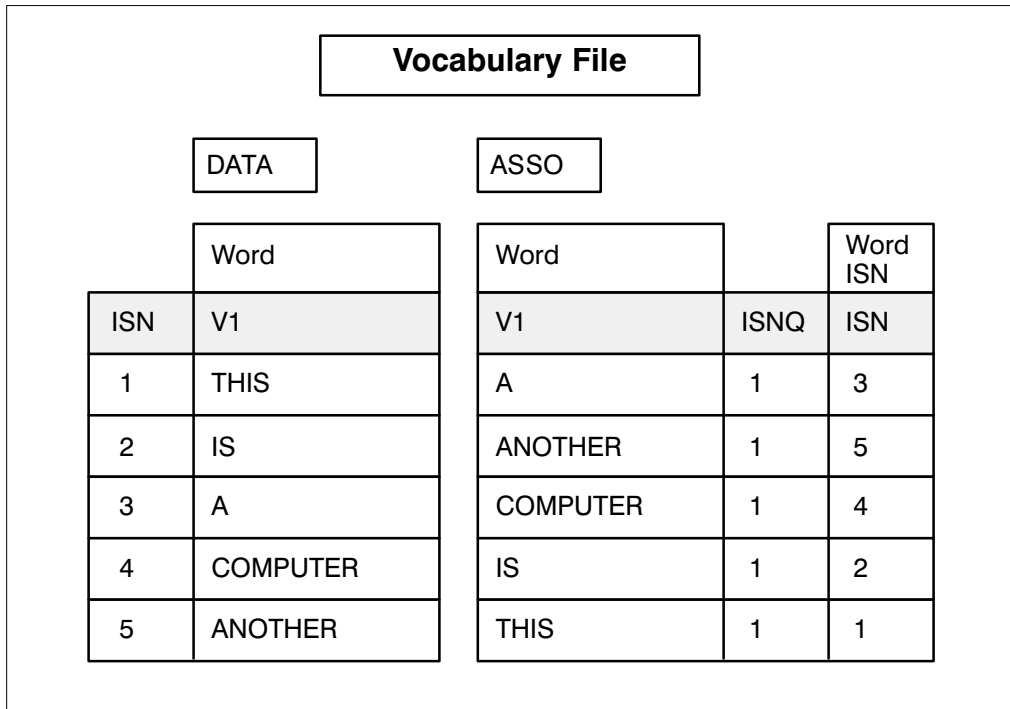 Vocabulary File
DATA ASSO
Word Word Word
ISN
ISN V1 V1 ISNQ ISN
1 THIS A 1 3
2 IS ANOTHER 1 5
3 A COMPUTER 1 4
4 COMPUTER IS 1 2
5 ANOTHER THIS 1 1